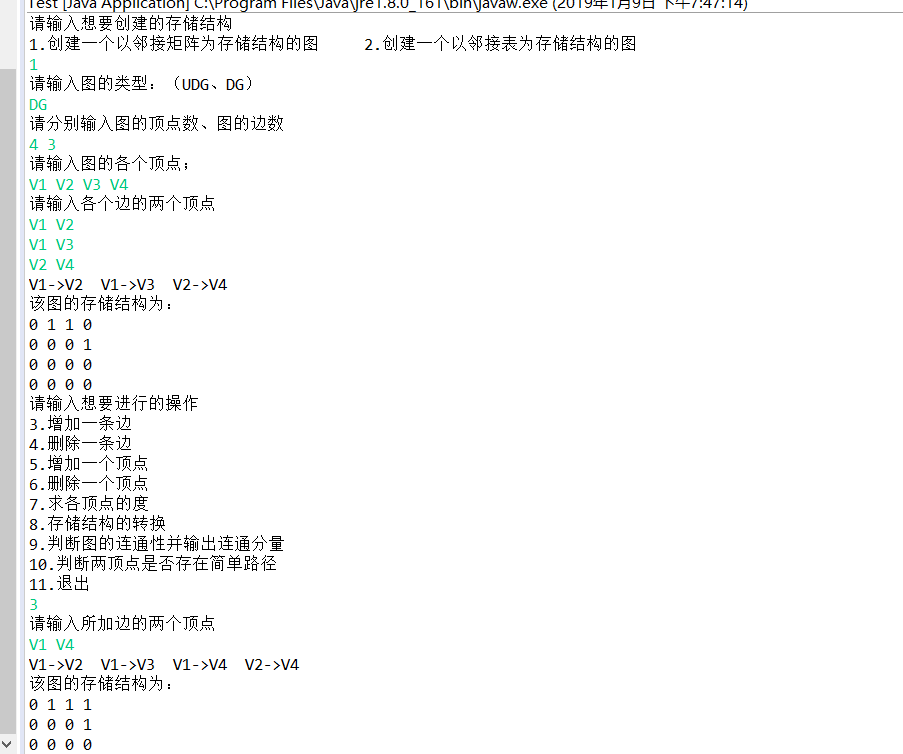 Test [Java Application] C:\Program Files\Java\jre1.8.0_161\bin\javaw.exe (2019年1月9日 下午7:47:14)
请输入想要创建的存储结构
1.创建一个以邻接矩阵为存储结构的图     2.创建一个以邻接表为存储结构的图
1
请输入图的类型：（UDG、DG）
DG
请分别输入图的顶点数、图的边数
4 3
请输入图的各个顶点；
V1 V2 V3 V4
请输入各个边的两个顶点
V1 V2
V1 V3
V2 V4
V1->V2  V1->V3  V2->V4
该图的存储结构为：
0 1 1 0
0 0 0 1
0 0 0 0
0 0 0 0
请输入想要进行的操作
3.增加一条边
4.删除一条边
5.增加一个顶点
6.删除一个顶点
7.求各顶点的度
8.存储结构的转换
9.判断图的连通性并输出连通分量
10.判断两顶点是否存在简单路径
11.退出
3
请输入所加边的两个顶点
V1 V4
V1->V2  V1->V3  V1->V4  V2->V4
该图的存储结构为：
0 1 1 1
0 0 0 1
0 0 0 0